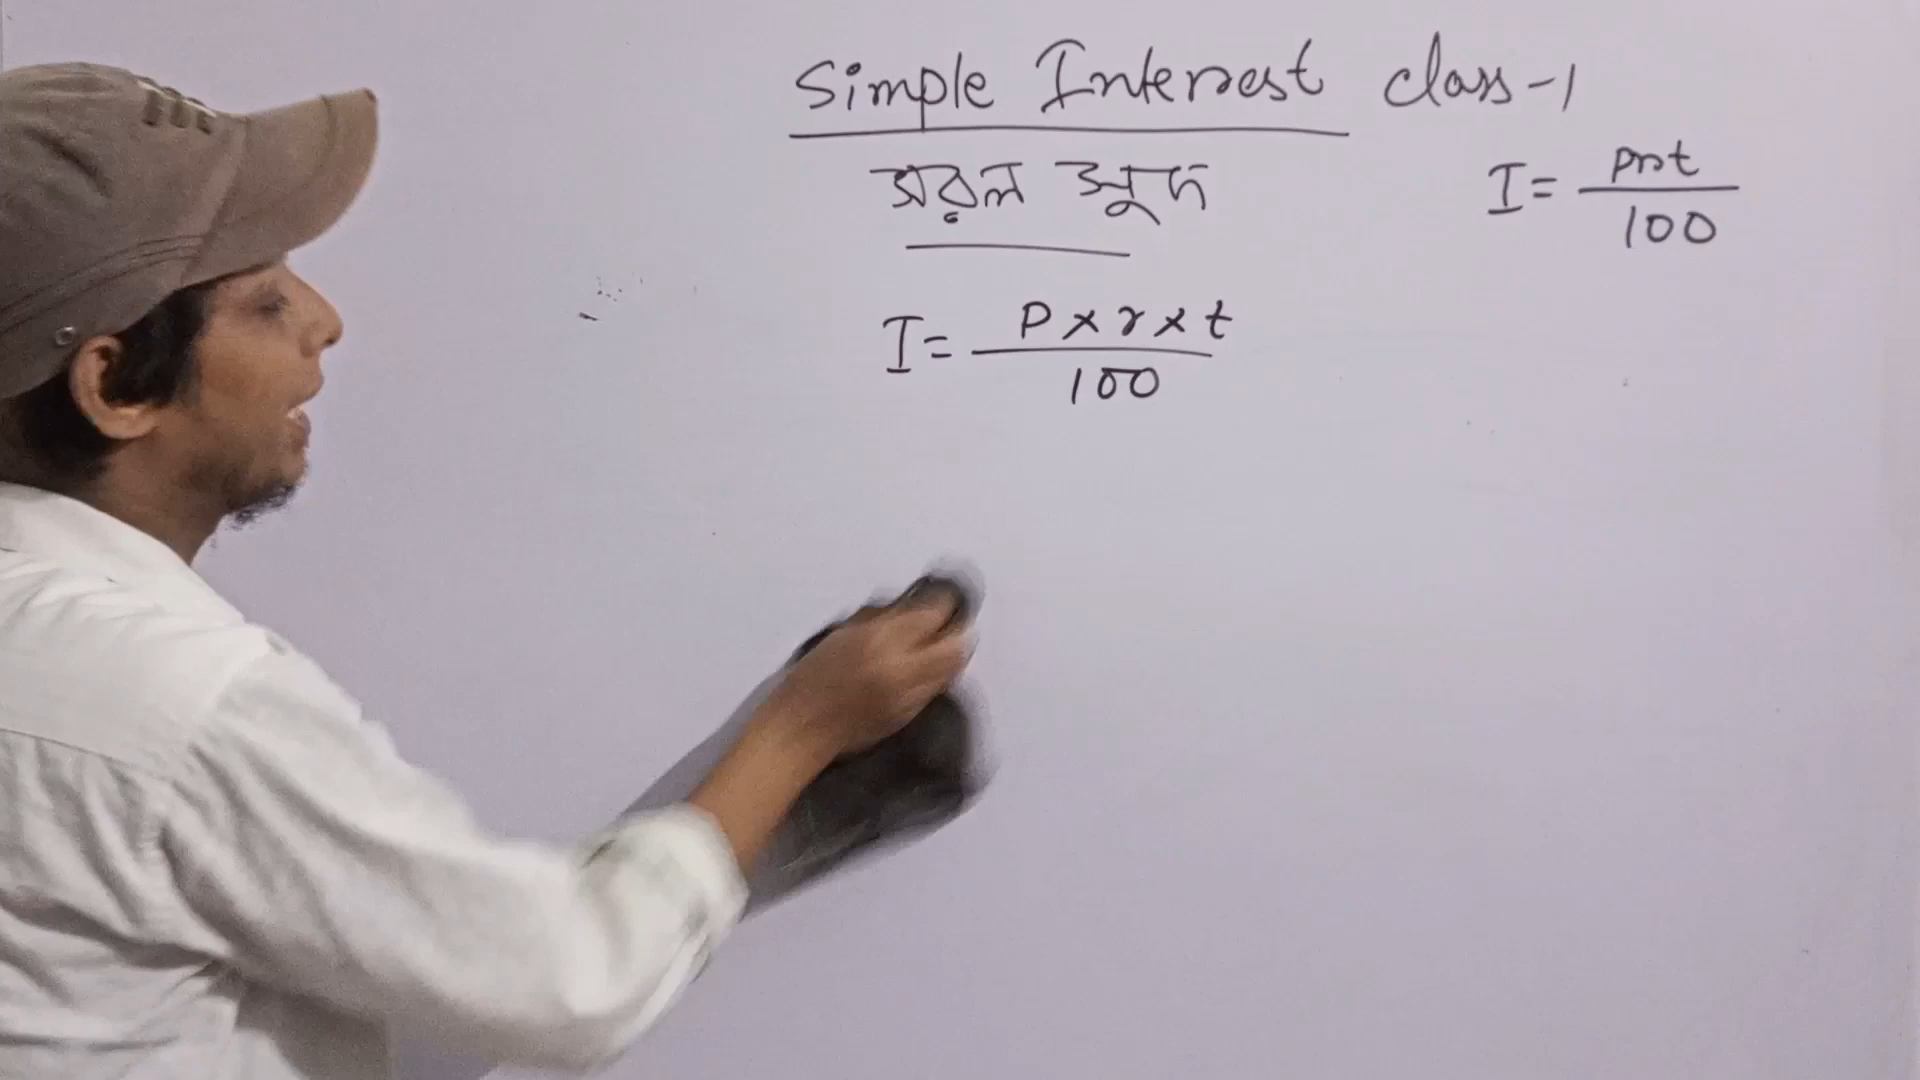 Simple Interest class-1
সরল সুদ
I = prt / 100
I = P × r × t / 100